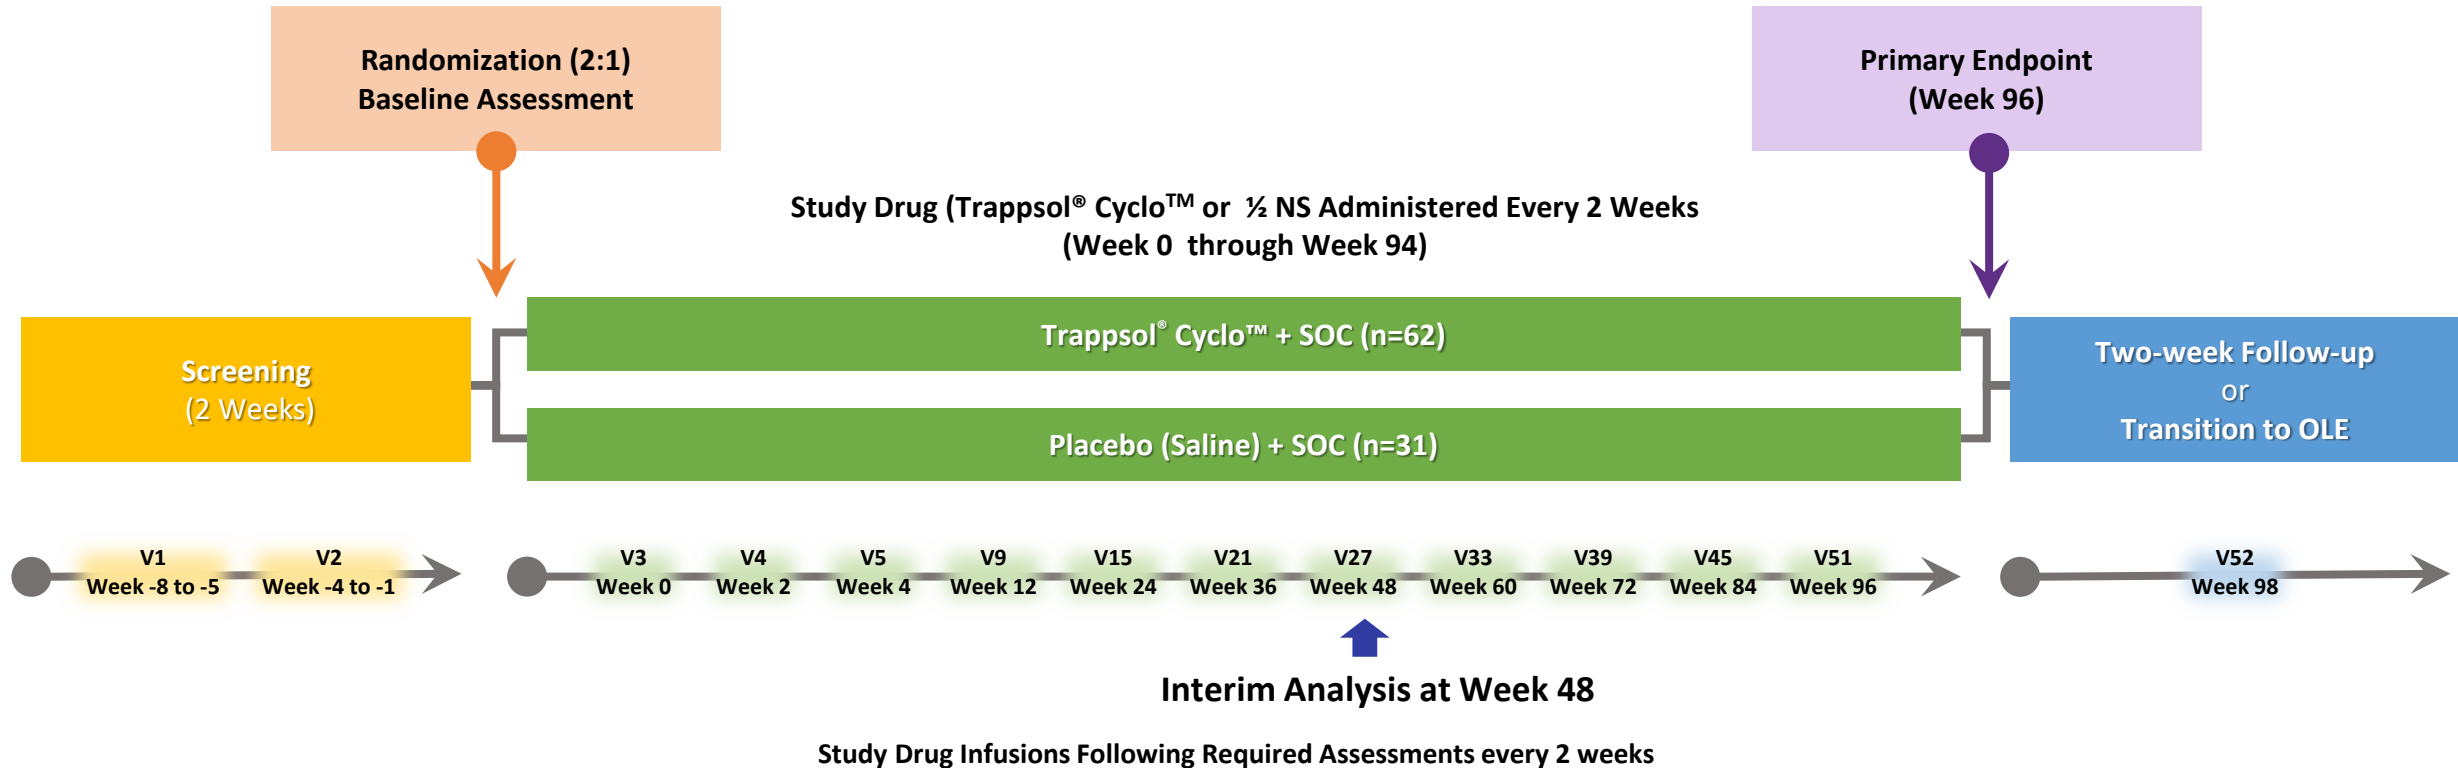 Randomization (2:1)
Baseline Assessment
Primary Endpoint
(Week 96)
Study Drug (Trappsol® Cyclo™ or ½ NS Administered Every 2 Weeks
(Week 0 through Week 94)
Screening
(2 Weeks)
Trappsol® Cyclo™ + SOC (n=62)
Placebo (Saline) + SOC (n=31)
Two-week Follow-up
or
Transition to OLE
V1
Week -8 to -5
V2
Week -4 to -1
V3
Week 0
V4
Week 2
V5
Week 4
V9
Week 12
V15
Week 24
V21
Week 36
V27
Week 48
V33
Week 60
V39
Week 72
V45
Week 84
V51
Week 96
V52
Week 98
Interim Analysis at Week 48
Study Drug Infusions Following Required Assessments every 2 weeks